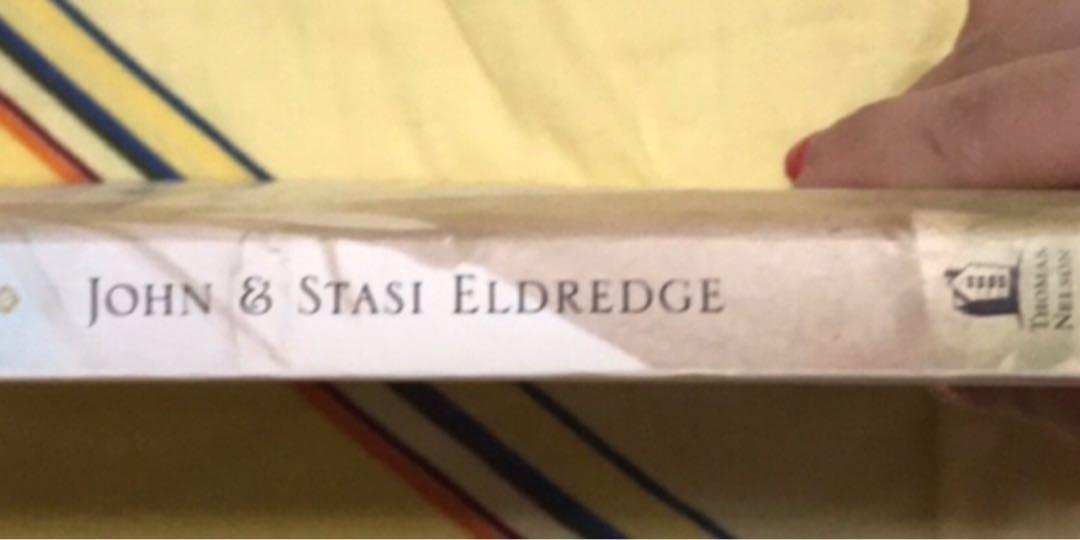 JOHN & STASI ELDREDGE
THOMAS
NELSON